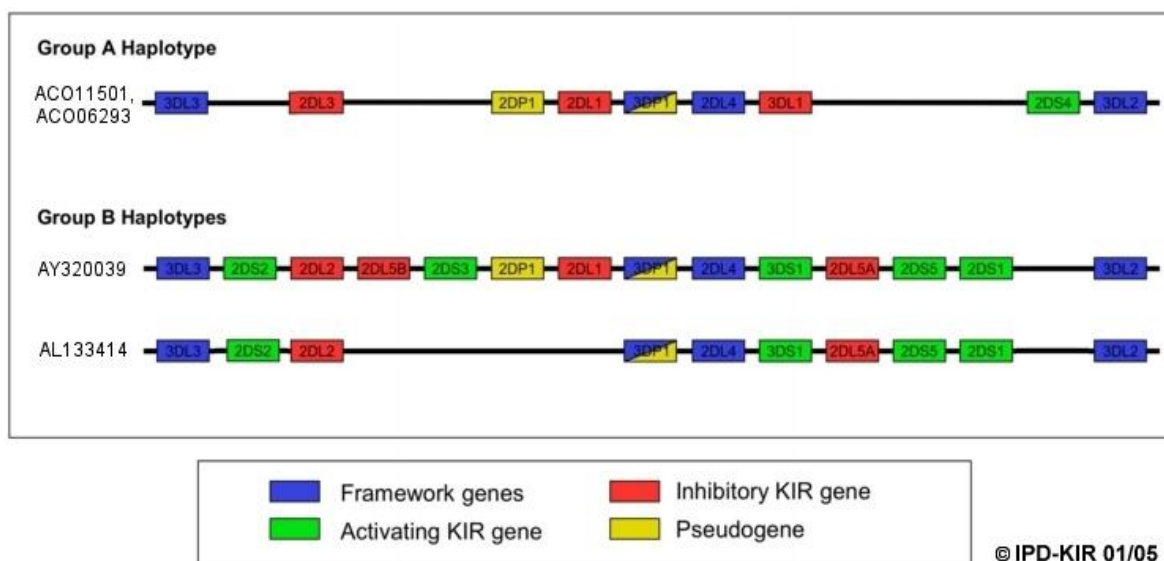 Group A Haplotype
ACO11501,
ACO06293
3DL3 2DL3 2DP1 2DL1 3DP1 2DL4 3DL1 2DS4 3DL2
Group B Haplotypes
AY320039 3DL3 2DS2 2DL2 2DL5B 2DS3 2DP1 2DL1 3DP1 2DL4 3DS1 2DL5A 2DS5 2DS1 3DL2
AL133414 3DL3 2DS2 2DL2 3DP1 2DL4 3DS1 2DL5A 2DS5 2DS1 3DL2
Framework genes Inhibitory KIR gene
Activating KIR gene Pseudogene
© IPD-KIR 01/05